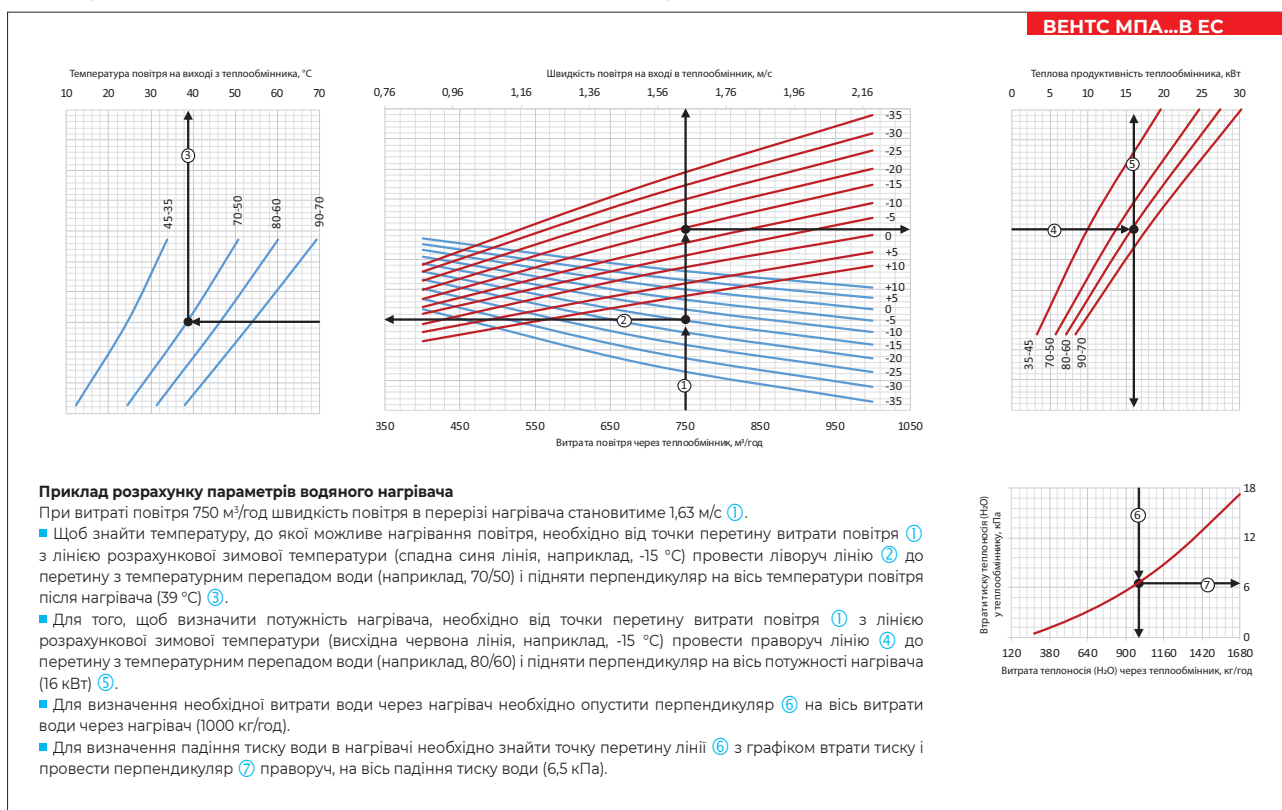 ВЕНТС МПА...В ЕС
Температура повітря на виході з теплообмінника, °C
10 20 30 40 50 60 70
3
45-35
70-50
80-60
90-70
Швидкість повітря на вході в теплообмінник, м/с
0,76 0,96 1,16 1,36 1,56 1,76 1,96 2,16
-35
-30
-25
-20
-15
-10
-5
0
+5
+10
+10
+5
0
-5
-10
-15
-20
-25
-30
-35
2
1
350 450 550 650 750 850 950 1050
Витрата повітря через теплообмінник, м³/год
Теплова продуктивність теплообмінника, кВт
0 5 10 15 20 25 30
5
4
35-45
70-50
80-60
90-70
Приклад розрахунку параметрів водяного нагрівача
При витраті повітря 750 м³/год швидкість повітря в перерізі нагрівача становитиме 1,63 м/с ①.
■ Щоб знайти температуру, до якої можливе нагрівання повітря, необхідно від точки перетину витрати повітря ①
з лінією розрахункової зимової температури (спадна синя лінія, наприклад, -15 °C) провести ліворуч лінію ② до
перетину з температурним перепадом води (наприклад, 70/50) і підняти перпендикуляр на вісь температури повітря
після нагрівача (39 °C) ③.
■ Для того, щоб визначити потужність нагрівача, необхідно від точки перетину витрати повітря ① з лінією
розрахункової зимової температури (висхідна червона лінія, наприклад, -15 °C) провести праворуч лінію ④ до
перетину з температурним перепадом води (наприклад, 80/60) і підняти перпендикуляр на вісь потужності нагрівача
(16 кВт) ⑤.
■ Для визначення необхідної витрати води через нагрівач необхідно опустити перпендикуляр ⑥ на вісь витрати
води через нагрівач (1000 кг/год).
■ Для визначення падіння тиску води в нагрівачі необхідно знайти точку перетину лінії ⑥ з графіком втрати тиску і
провести перпендикуляр ⑦ праворуч, на вісь падіння тиску води (6,5 кПа).
Втрати тиску теплоносія (H₂O)
у теплообміннику, кПа
6
7
18
12
6
0
120 380 640 900 1160 1420 1680
Витрата теплоносія (H₂O) через теплообмінник, кг/год